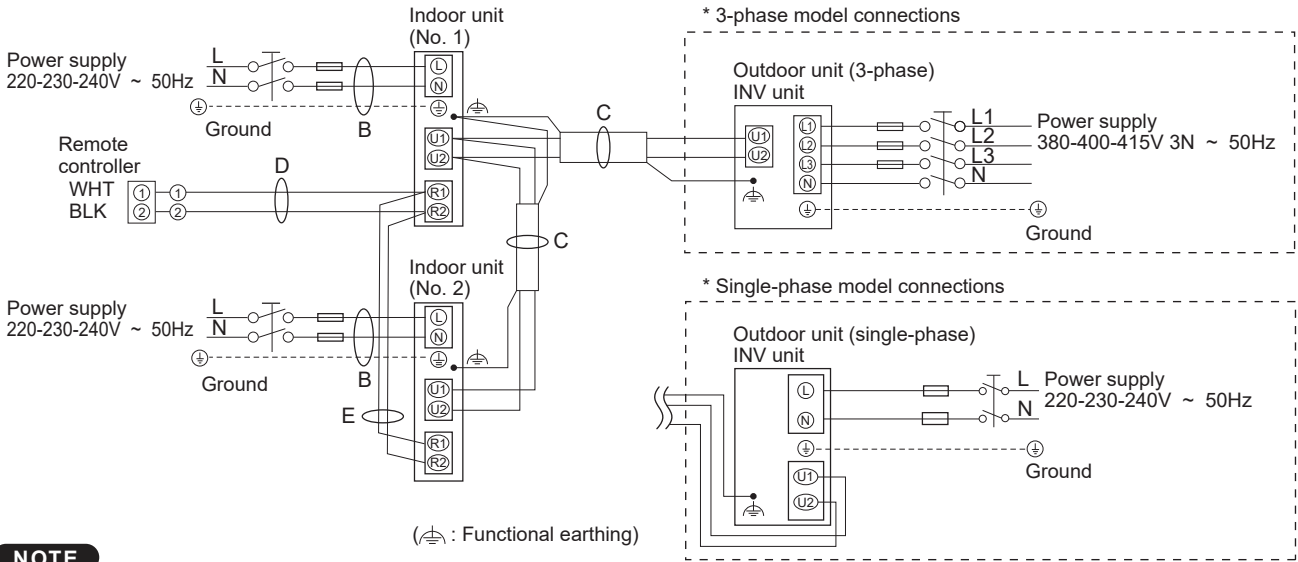 Indoor unit
(No. 1)
* 3-phase model connections
Power supply
220-230-240V ~ 50Hz
L
N
Ground
B
L
N
U1
U2
R1
R2
C
Outdoor unit (3-phase)
INV unit
U1
U2
L1
L2
L3
N
L1
L2
L3
N
Power supply
380-400-415V 3N ~ 50Hz
Ground
Remote
controller
WHT
BLK
1
2
1
2
D
C
Indoor unit
(No. 2)
Power supply
220-230-240V ~ 50Hz
L
N
Ground
B
E
L
N
U1
U2
R1
R2
* Single-phase model connections
Outdoor unit (single-phase)
INV unit
L
N
U1
U2
L
N
Power supply
220-230-240V ~ 50Hz
Ground
( : Functional earthing)
NOTE